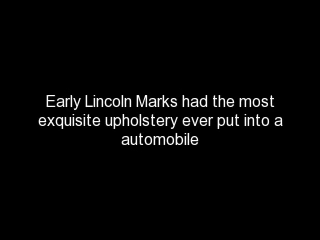 Early Lincoln Marks had the most
exquisite upholstery ever put into a
automobile